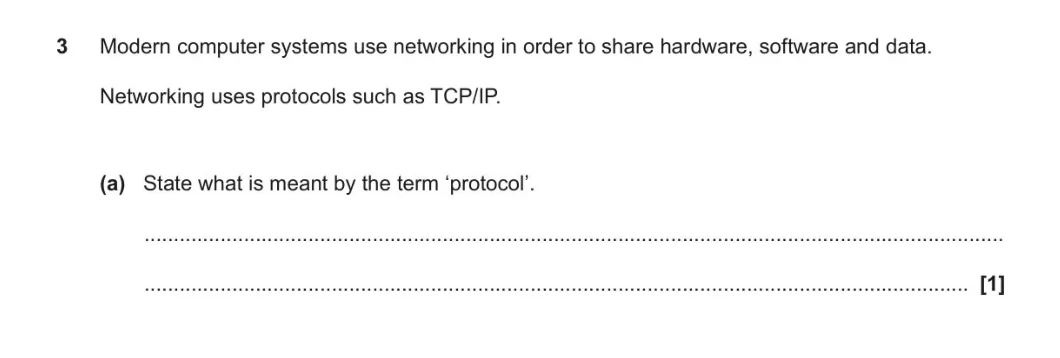 3 Modern computer systems use networking in order to share hardware, software and data.
Networking uses protocols such as TCP/IP.
(a) State what is meant by the term ‘protocol’.
....................................................................................................................................................
.............................................................................................................................................. [1]